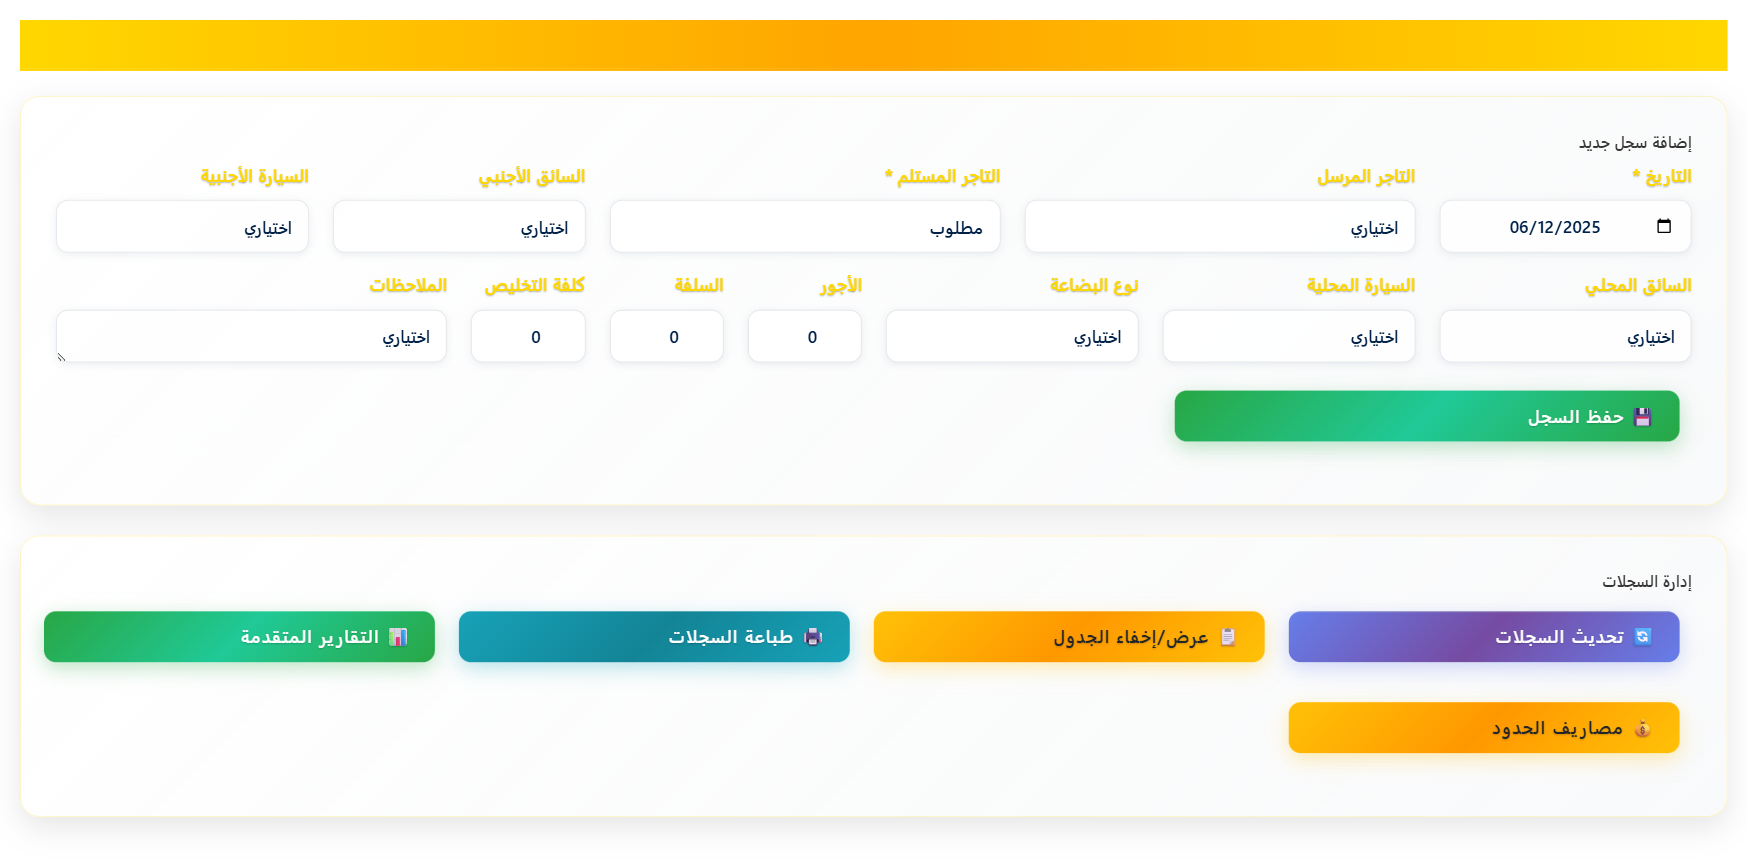 إضافة سجل جديد
التاريخ * التاجر المرسل التاجر المستلم * السائق الأجنبي السيارة الأجنبية
06/12/2025 اختياري مطلوب اختياري اختياري
السائق المحلي السيارة المحلية نوع البضاعة الأجور السلفة كلفة التخليص الملاحظات
اختياري اختياري اختياري 0 0 0 اختياري
💾 حفظ السجل
إدارة السجلات
🔄 تحديث السجلات 📋 عرض/إخفاء الجدول 🖨️ طباعة السجلات 📊 التقارير المتقدمة
💰 مصاريف الحدود